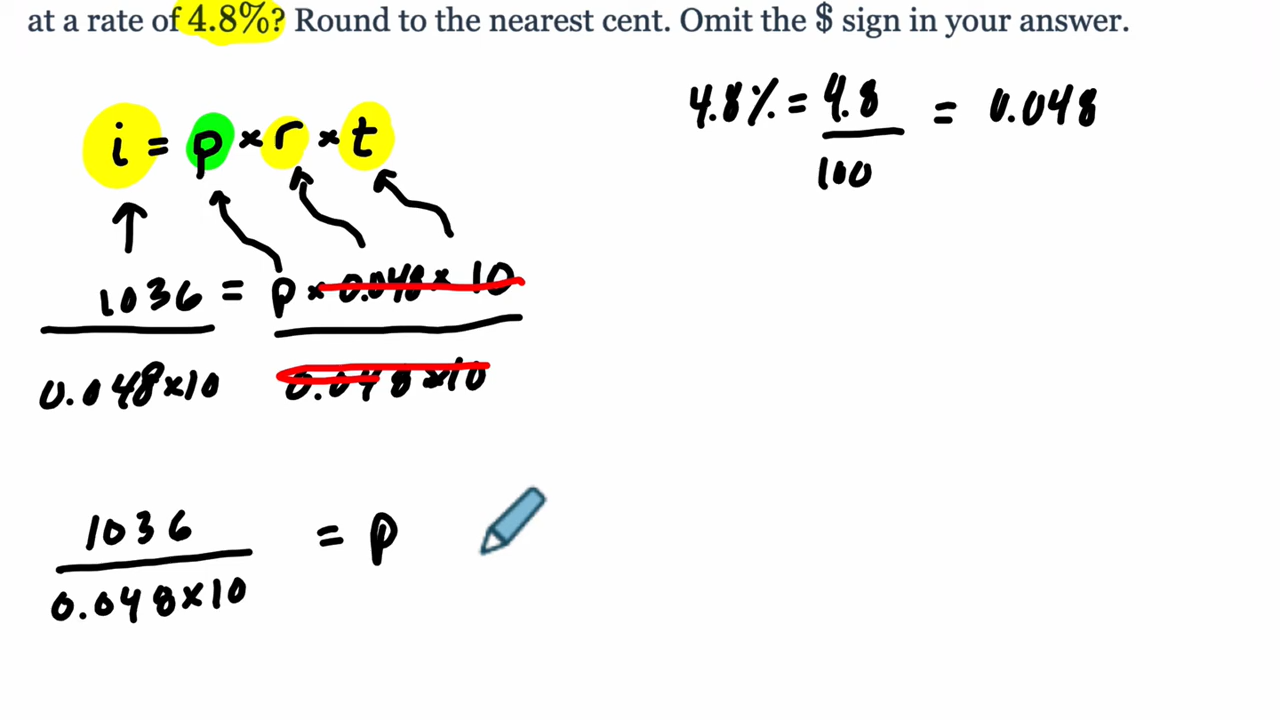 at a rate of 4.8%? Round to the nearest cent. Omit the $ sign in your answer.
i = p × r × t
4.8% = 4.8 / 100 = 0.048
1036 = p × 0.048 × 10
0.048×10 0.048×10
1036 = p
0.048×10